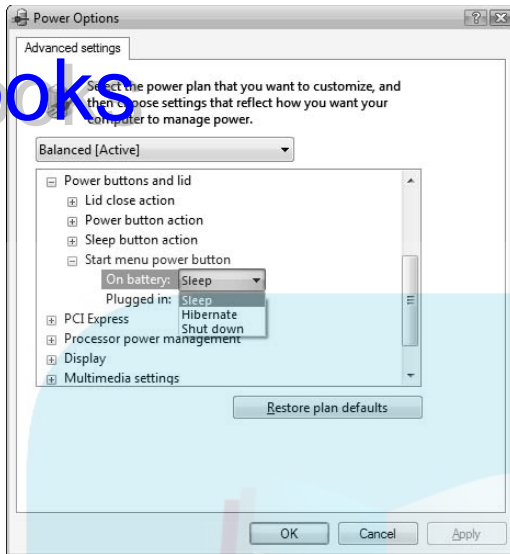 Power Options
Advanced settings
ooks
Select the power plan that you want to customize, and
then choose settings that reflect how you want your
computer to manage power.
Balanced [Active]
Power buttons and lid
Lid close action
Power button action
Sleep button action
Start menu power button
On battery: Sleep
Plugged in: Sleep
Hibernate
Shut down
PCI Express
Processor power management
Display
Multimedia settings
Restore plan defaults
OK Cancel Apply